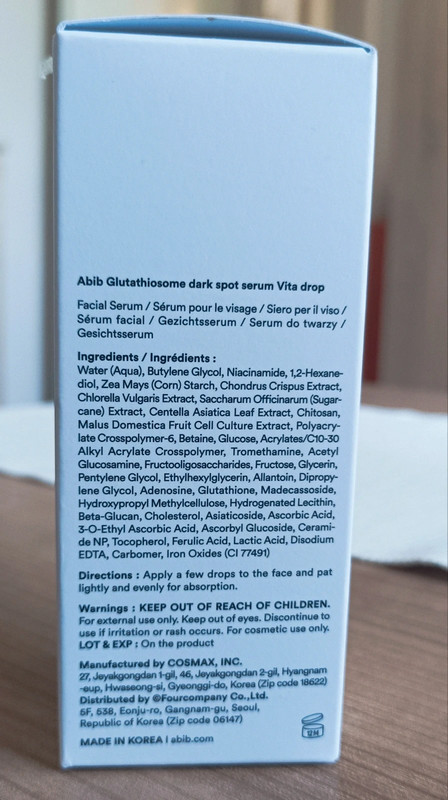 Abib Glutathiosome dark spot serum Vita drop
Facial Serum / Sérum pour le visage / Siero per il viso /
Sérum facial / Gezichtsserum / Serum do twarzy /
Gesichtsserum
Ingredients / Ingrédients :
Water (Aqua), Butylene Glycol, Niacinamide, 1,2-Hexane-
diol, Zea Mays (Corn) Starch, Chondrus Crispus Extract,
Chlorella Vulgaris Extract, Saccharum Officinarum (Sugar-
cane) Extract, Centella Asiatica Leaf Extract, Chitosan,
Malus Domestica Fruit Cell Culture Extract, Polyacry-
late Crosspolymer-6, Betaine, Glucose, Acrylates/C10-30
Alkyl Acrylate Crosspolymer, Tromethamine, Acetyl
Glucosamine, Fructooligosaccharides, Fructose, Glycerin,
Pentylene Glycol, Ethylhexylglycerin, Allantoin, Dipropy-
lene Glycol, Adenosine, Glutathione, Madecassoside,
Hydroxypropyl Methylcellulose, Hydrogenated Lecithin,
Beta-Glucan, Cholesterol, Asiaticoside, Ascorbic Acid,
3-O-Ethyl Ascorbic Acid, Ascorbyl Glucoside, Cerami-
de NP, Tocopherol, Ferulic Acid, Lactic Acid, Disodium
EDTA, Carbomer, Iron Oxides (CI 77491)
Directions : Apply a few drops to the face and pat
lightly and evenly for absorption.
Warnings : KEEP OUT OF REACH OF CHILDREN.
For external use only. Keep out of eyes. Discontinue to
use if irritation or rash occurs. For cosmetic use only.
LOT & EXP : On the product
Manufactured by COSMAX, INC.
27, Jeyakgongdan 1-gil, 46, Jeyakgongdan 2-gil, Hyangnam
-eup, Hwaseong-si, Gyeonggi-do, Korea (Zip code 18622)
Distributed by ©Fourcompany Co.,Ltd.
5F, 538, Eonju-ro, Gangnam-gu, Seoul,
Republic of Korea (Zip code 06147)
MADE IN KOREA | abib.com
12M